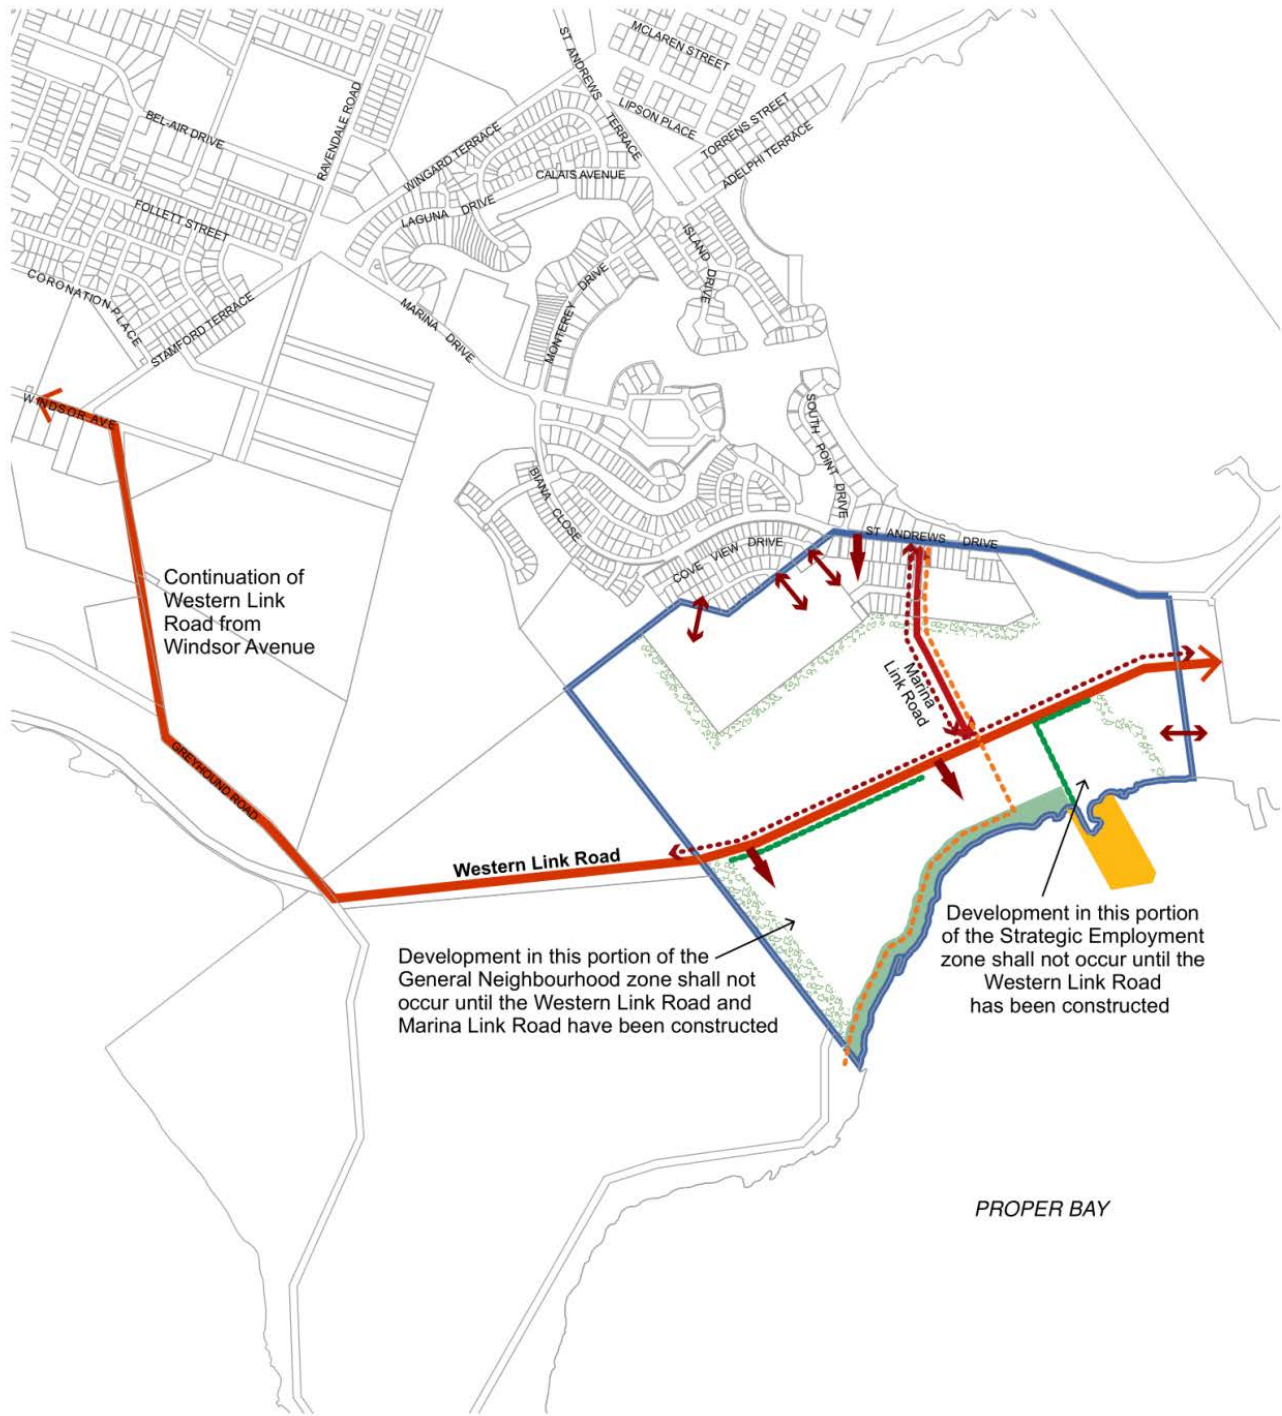 MCLAREN STREET
ST ANDREWS TERRACE
LIPSON PLACE
TORRENS STREET
ADELPHI TERRACE
BEL-AIR DRIVE
RAVENDALE ROAD
WINGARD TERRACE
CALAIS AVENUE
LAGUNA DRIVE
FOLLETT STREET
ISLAND DRIVE
CORONATION PLACE
STAMFORD TERRACE
MARINA DRIVE
MONTEREY DRIVE
WINDSOR AVE
SOUTH POINT DRIVE
BIANA CLOSE
ST ANDREWS DRIVE
COVE VIEW DRIVE
Continuation of
Western Link
Road from
Windsor Avenue
Marina
Link Road
GREYHOUND ROAD
Western Link Road
Development in this portion of the
General Neighbourhood zone shall not
occur until the Western Link Road and
Marina Link Road have been constructed
Development in this portion
of the Strategic Employment
zone shall not occur until the
Western Link Road
has been constructed
PROPER BAY